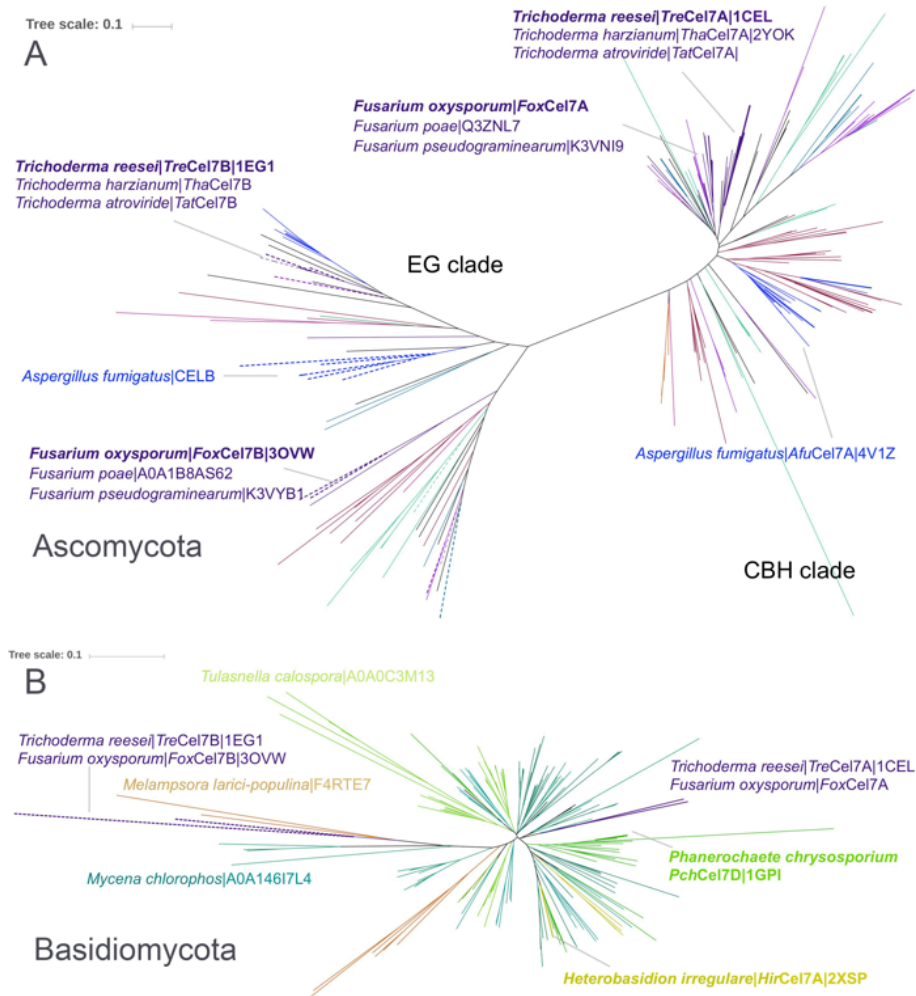 Tree scale: 0.1
A
Trichoderma reesei|TreCel7A|1CEL
Trichoderma harzianum|ThaCel7A|2YOK
Trichoderma atroviride|TatCel7A|
Fusarium oxysporum|FoxCel7A
Fusarium poae|Q3ZNL7
Fusarium pseudograminearum|K3VNI9
Trichoderma reesei|TreCel7B|1EG1
Trichoderma harzianum|ThaCel7B
Trichoderma atroviride|TatCel7B
EG clade
Aspergillus fumigatus|CELB
Fusarium oxysporum|FoxCel7B|3OVW
Fusarium poae|A0A1B8AS62
Fusarium pseudograminearum|K3VYB1
Aspergillus fumigatus|AfuCel7A|4V1Z
Ascomycota
CBH clade
Tree scale: 0.1
B
Tulasnella calospora|A0A0C3M13
Trichoderma reesei|TreCel7B|1EG1
Fusarium oxysporum|FoxCel7B|3OVW
Melampsora larici-populina|F4RTE7
Trichoderma reesei|TreCel7A|1CEL
Fusarium oxysporum|FoxCel7A
Phanerochaete chrysosporium
PchCel7D|1GPI
Mycena chlorophos|A0A146I7L4
Basidiomycota
Heterobasidion irregulare|HirCel7A|2XSP